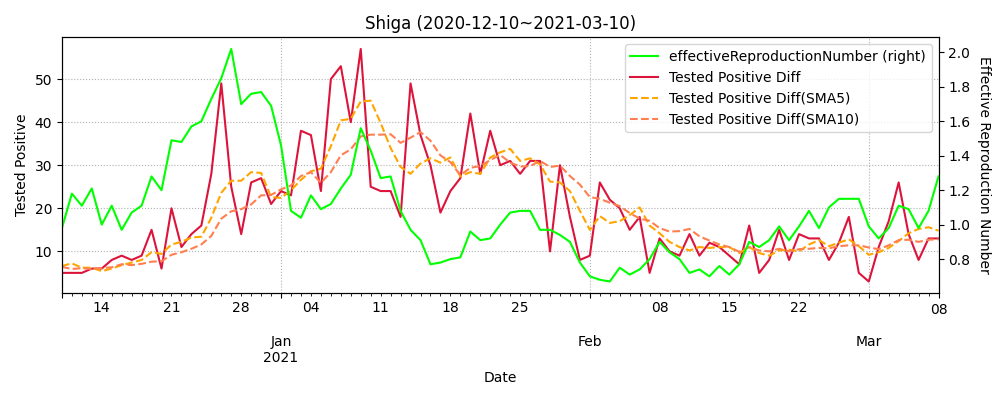 Shiga (2020-12-10~2021-03-10)
effectiveReproductionNumber (right)
Tested Positive Diff
Tested Positive Diff(SMA5)
Tested Positive Diff(SMA10)
Tested Positive
50
40
30
20
10
Effective Reproduction Number
2.0
1.8
1.6
1.4
1.2
1.0
0.8
14 21 28 04 11 18 25 08 15 22 08
Jan Feb Mar
2021
Date